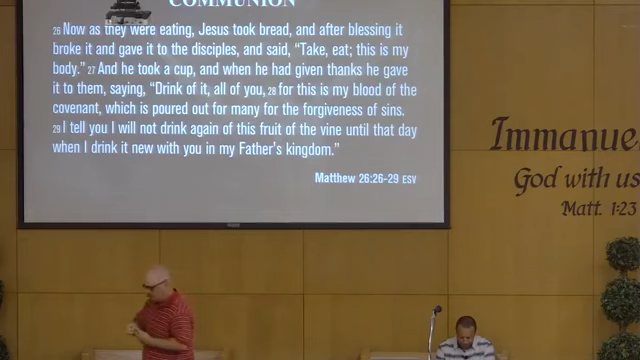 COMMUNION
26 Now as they were eating, Jesus took bread, and after blessing it
broke it and gave it to the disciples, and said, “Take, eat; this is my
body.” 27 And he took a cup, and when he had given thanks he gave
it to them, saying, “Drink of it, all of you, 28 for this is my blood of the
covenant, which is poured out for many for the forgiveness of sins.
29 I tell you I will not drink again of this fruit of the vine until that day
when I drink it new with you in my Father's kingdom.”
Matthew 26:26-29 ESV
Immanue
God with us
Matt. 1:23